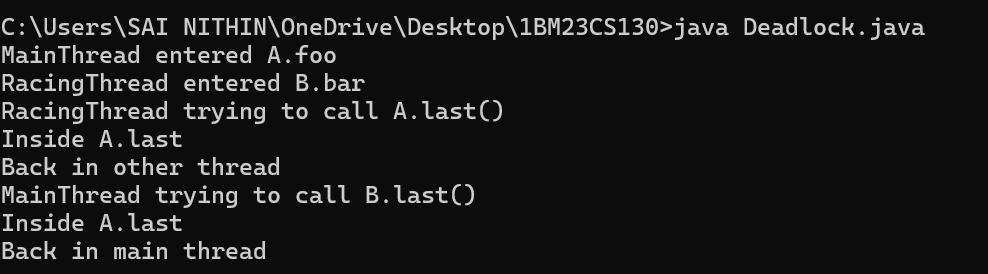 C:\Users\SAI NITHIN\OneDrive\Desktop\1BM23CS130>java Deadlock.java
MainThread entered A.foo
RacingThread entered B.bar
RacingThread trying to call A.last()
Inside A.last
Back in other thread
MainThread trying to call B.last()
Inside A.last
Back in main thread